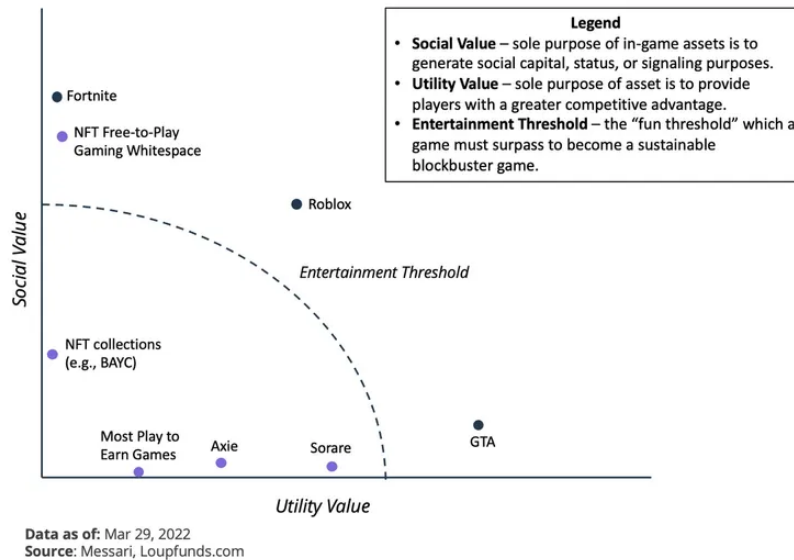 Legend
• Social Value – sole purpose of in-game assets is to
generate social capital, status, or signaling purposes.
• Utility Value – sole purpose of asset is to provide
players with a greater competitive advantage.
• Entertainment Threshold – the “fun threshold” which a
game must surpass to become a sustainable
blockbuster game.
Fortnite
NFT Free-to-Play
Gaming Whitespace
Roblox
Entertainment Threshold
Social Value
NFT collections
(e.g., BAYC)
Most Play to
Earn Games
Axie
Sorare
GTA
Utility Value
Data as of: Mar 29, 2022
Source: Messari, Loupfunds.com